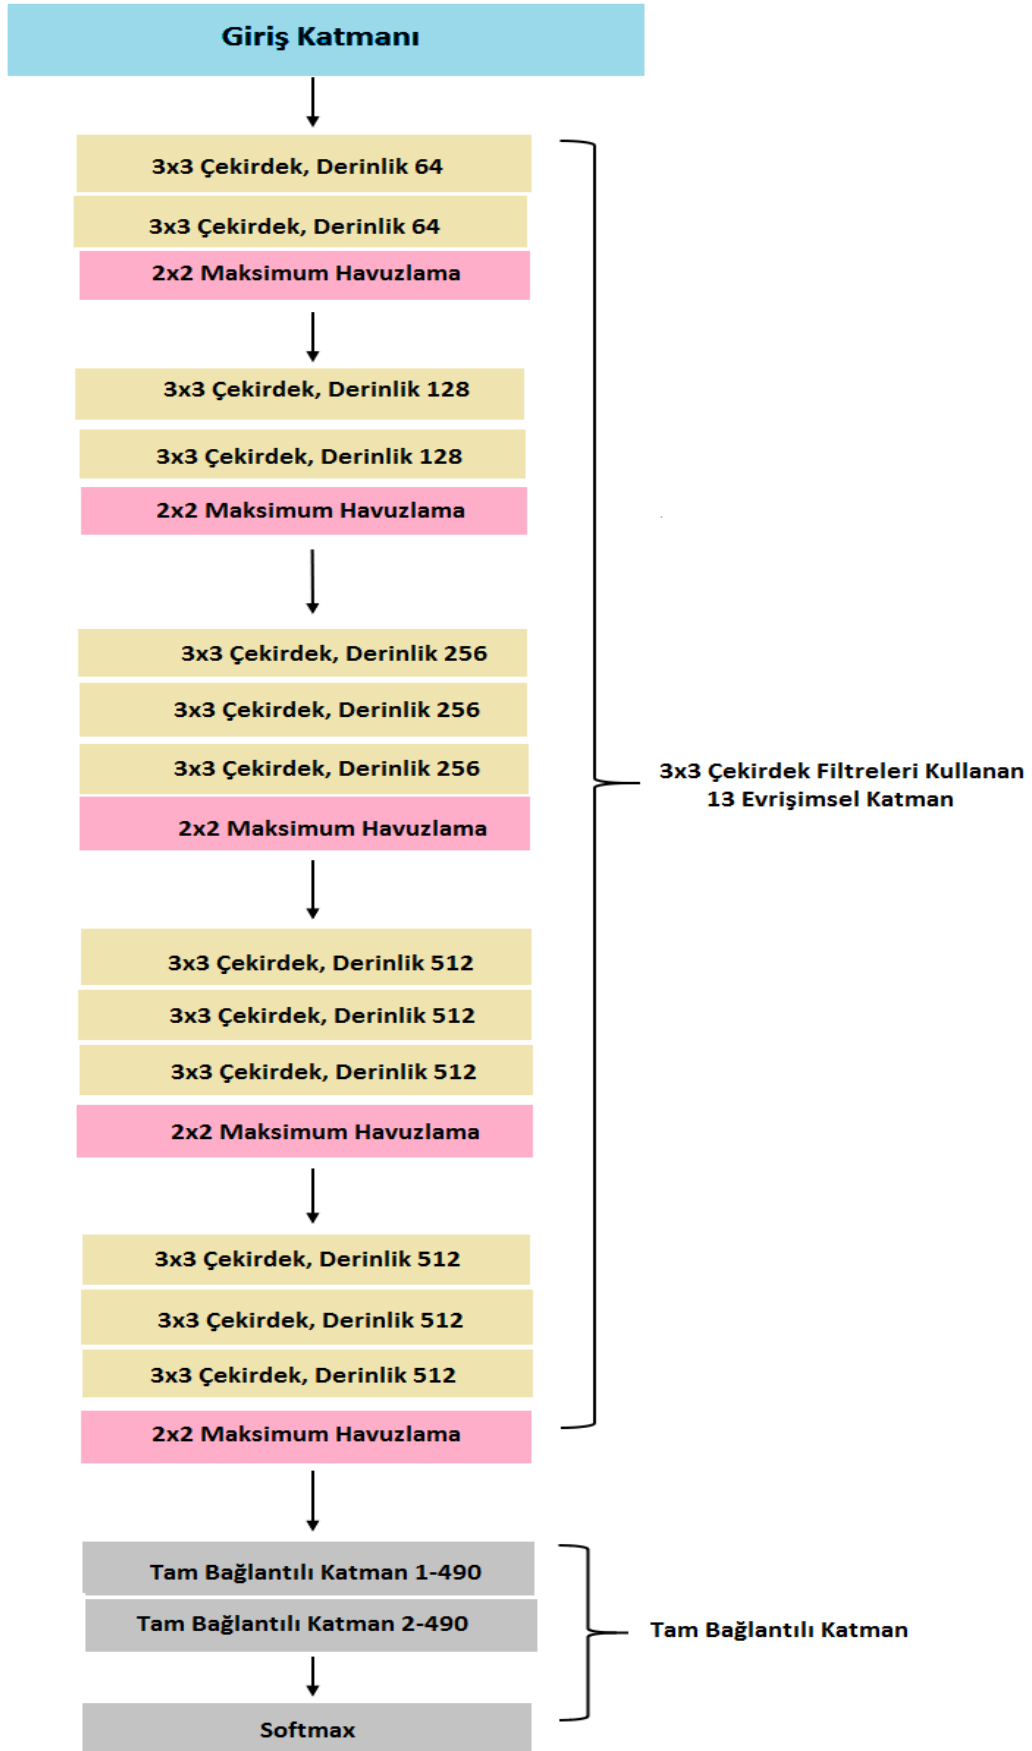 Giriş Katmanı
3x3 Çekirdek, Derinlik 64
3x3 Çekirdek, Derinlik 64
2x2 Maksimum Havuzlama
3x3 Çekirdek, Derinlik 128
3x3 Çekirdek, Derinlik 128
2x2 Maksimum Havuzlama
3x3 Çekirdek, Derinlik 256
3x3 Çekirdek, Derinlik 256
3x3 Çekirdek, Derinlik 256
2x2 Maksimum Havuzlama
3x3 Çekirdek, Derinlik 512
3x3 Çekirdek, Derinlik 512
3x3 Çekirdek, Derinlik 512
2x2 Maksimum Havuzlama
3x3 Çekirdek, Derinlik 512
3x3 Çekirdek, Derinlik 512
3x3 Çekirdek, Derinlik 512
2x2 Maksimum Havuzlama
3x3 Çekirdek Filtreleri Kullanan
13 Evrişimsel Katman
Tam Bağlantılı Katman 1-490
Tam Bağlantılı Katman 2-490
Softmax
Tam Bağlantılı Katman